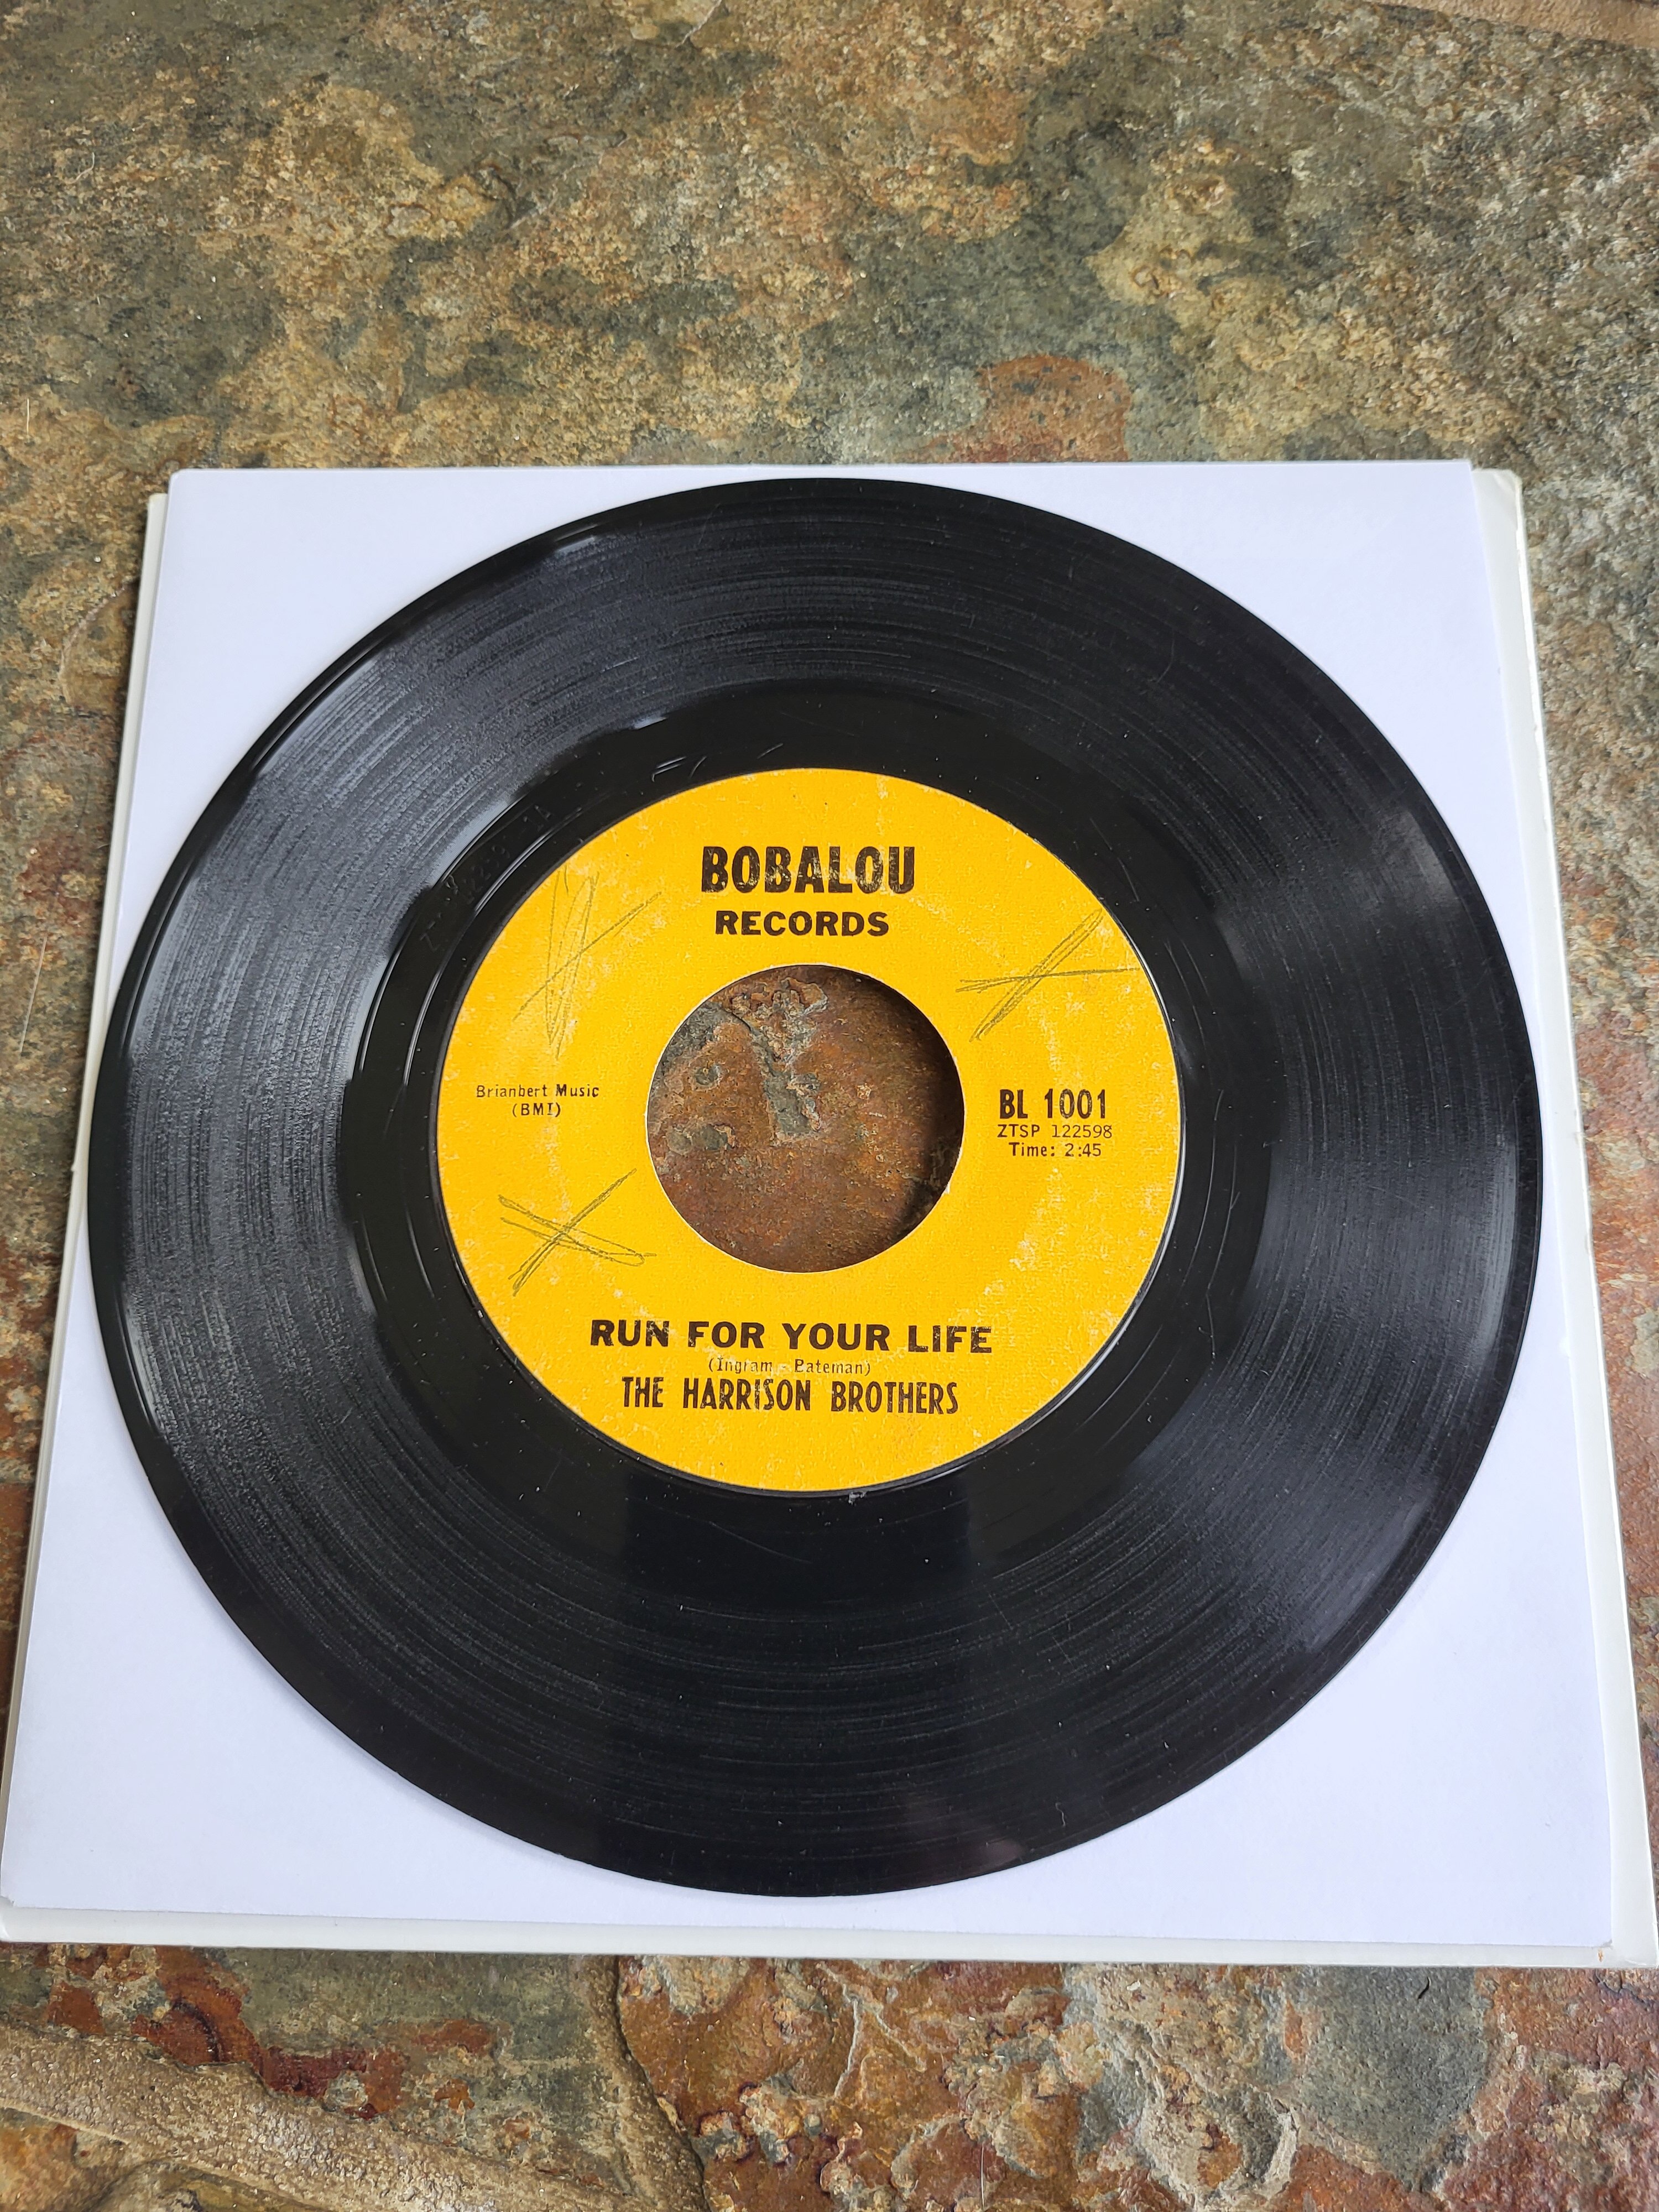 BOBALOU
RECORDS
Brianbert Music
(BMI)
BL 1001
ZTSP 122598
Time: 2:45
RUN FOR YOUR LIFE
(Ingram - Bateman)
THE HARRISON BROTHERS